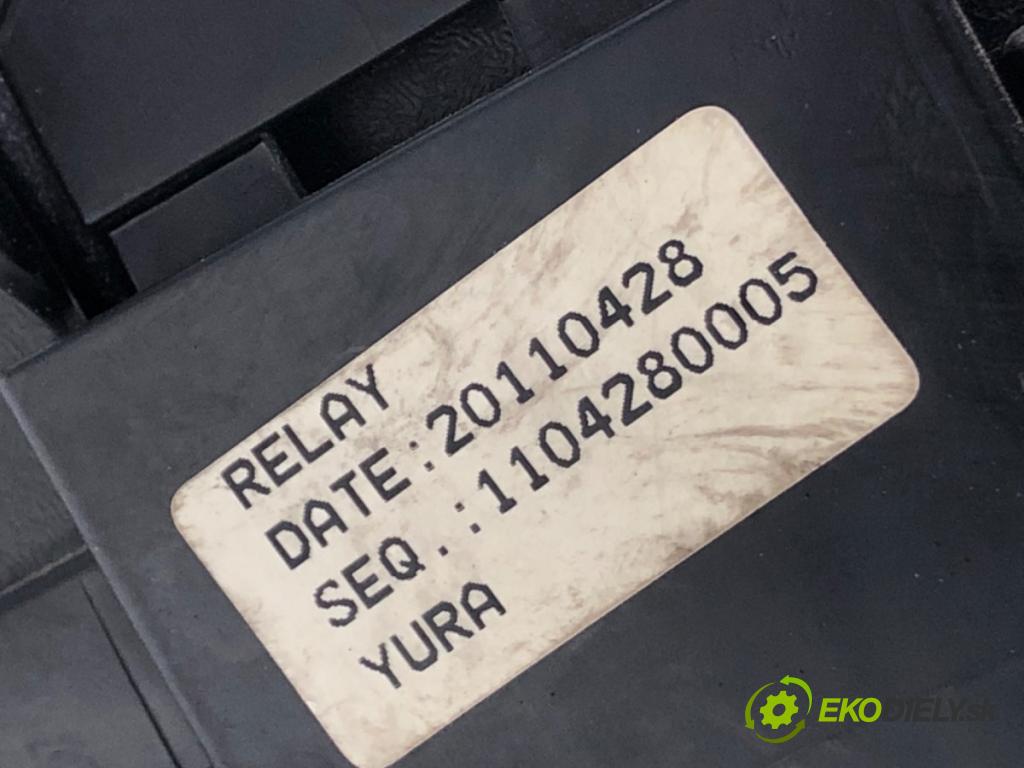 RELAY
DATE:20110428
SEQ.:1104280005
YURA
EKODIELY.sk